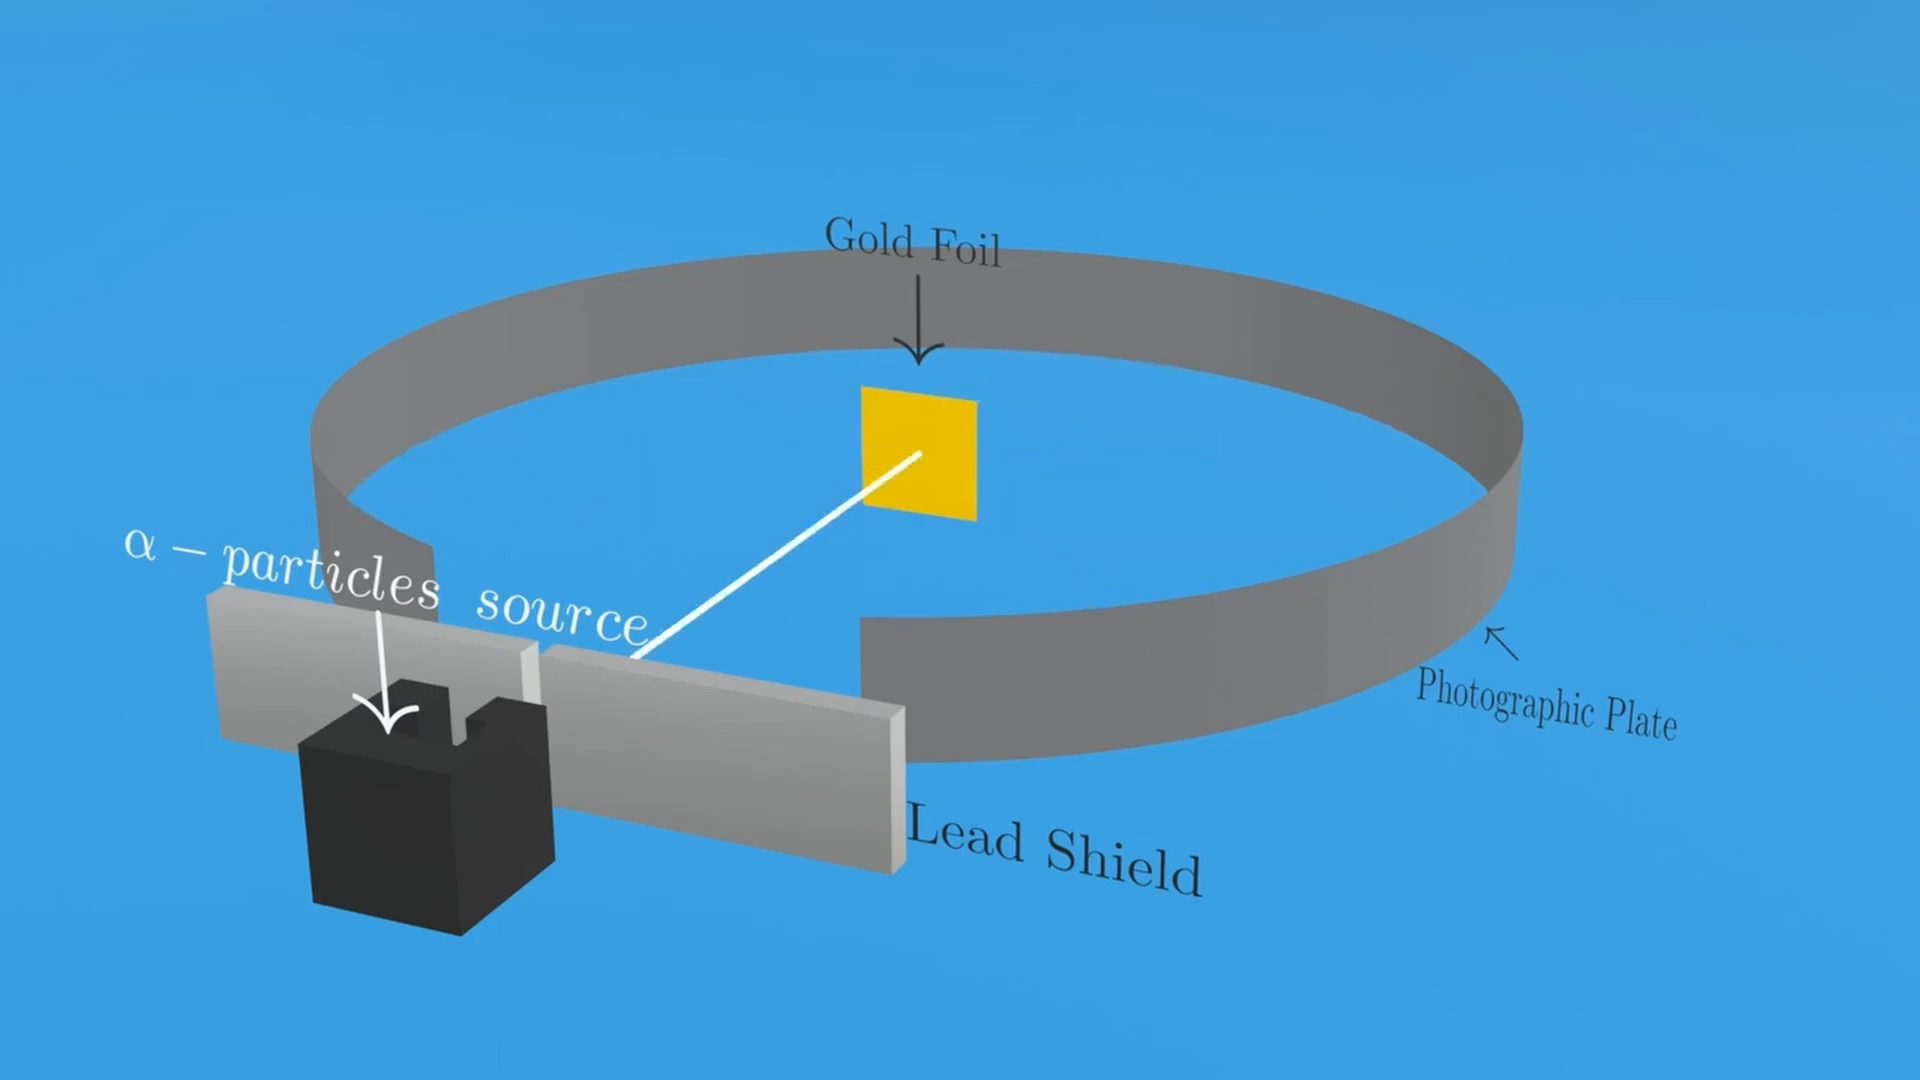 Gold Foil
α – particles source
Photographic Plate
Lead Shield